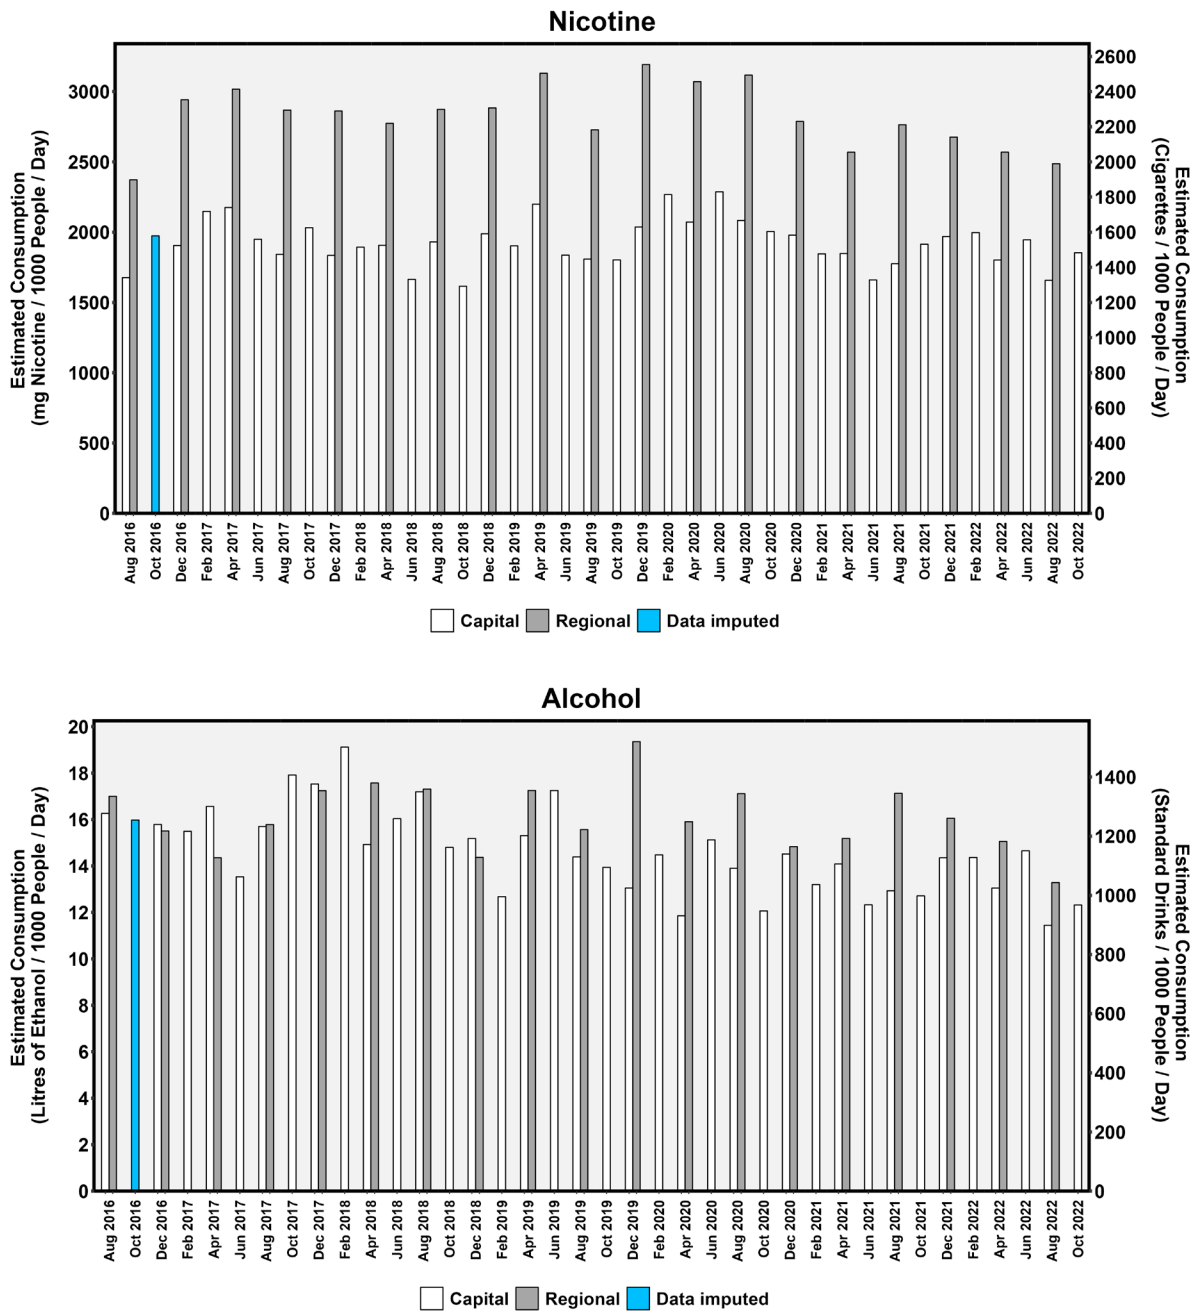 Nicotine
Estimated Consumption
(mg Nicotine / 1000 People / Day)
3000
2500
2000
1500
1000
500
0
2600
2400
2200
2000
1800
1600
1400
1200
1000
800
600
400
200
0
Estimated Consumption
(Cigarettes / 1000 People / Day)
Aug 2016
Oct 2016
Dec 2016
Feb 2017
Apr 2017
Jun 2017
Aug 2017
Oct 2017
Dec 2017
Feb 2018
Apr 2018
Jun 2018
Aug 2018
Oct 2018
Dec 2018
Feb 2019
Apr 2019
Jun 2019
Aug 2019
Oct 2019
Dec 2019
Feb 2020
Apr 2020
Jun 2020
Aug 2020
Oct 2020
Dec 2020
Feb 2021
Apr 2021
Jun 2021
Aug 2021
Oct 2021
Dec 2021
Feb 2022
Apr 2022
Jun 2022
Aug 2022
Oct 2022
Capital Regional Data imputed
Alcohol
Estimated Consumption
(Litres of Ethanol / 1000 People / Day)
20
18
16
14
12
10
8
6
4
2
0
1400
1200
1000
800
600
400
200
0
Estimated Consumption
(Standard Drinks / 1000 People / Day)
Aug 2016
Oct 2016
Dec 2016
Feb 2017
Apr 2017
Jun 2017
Aug 2017
Oct 2017
Dec 2017
Feb 2018
Apr 2018
Jun 2018
Aug 2018
Oct 2018
Dec 2018
Feb 2019
Apr 2019
Jun 2019
Aug 2019
Oct 2019
Dec 2019
Feb 2020
Apr 2020
Jun 2020
Aug 2020
Oct 2020
Dec 2020
Feb 2021
Apr 2021
Jun 2021
Aug 2021
Oct 2021
Dec 2021
Feb 2022
Apr 2022
Jun 2022
Aug 2022
Oct 2022
Capital Regional Data imputed